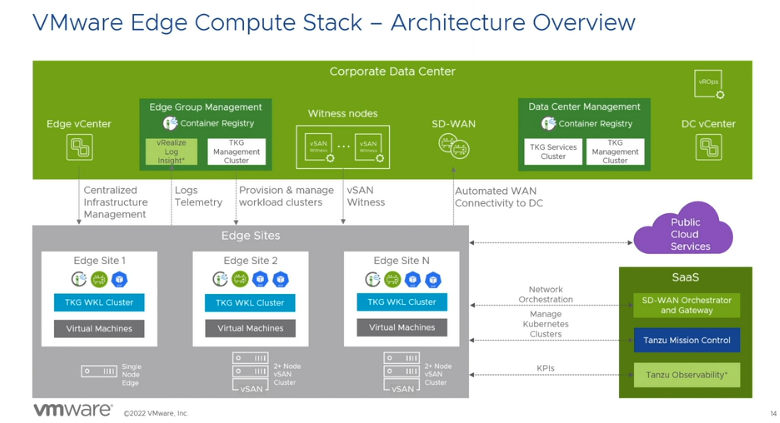 VMware Edge Compute Stack – Architecture Overview
Corporate Data Center
vROps
Edge vCenter
Edge Group Management
Container Registry
vRealize
Log
Insight*
TKG
Management
Cluster
Witness nodes
vSAN
Witness
...
vSAN
Witness
SD-WAN
Data Center Management
Container Registry
TKG Services
Cluster
TKG
Management
Cluster
DC vCenter
Centralized
Infrastructure
Management
Logs
Telemetry
Provision & manage
workload clusters
vSAN
Witness
Automated WAN
Connectivity to DC
Edge Sites
Edge Site 1
TKG WKL Cluster
Virtual Machines
Single
Node
Edge
Edge Site 2
TKG WKL Cluster
Virtual Machines
vSAN
2+ Node
vSAN
Cluster
Edge Site N
TKG WKL Cluster
Virtual Machines
vSAN
2+ Node
vSAN
Cluster
Public
Cloud
Services
Network
Orchestration
Manage
Kubernetes
Clusters
KPIs
SaaS
SD-WAN Orchestrator
and Gateway
Tanzu Mission Control
Tanzu Observability*
vmware®
©2022 VMware, Inc.
14